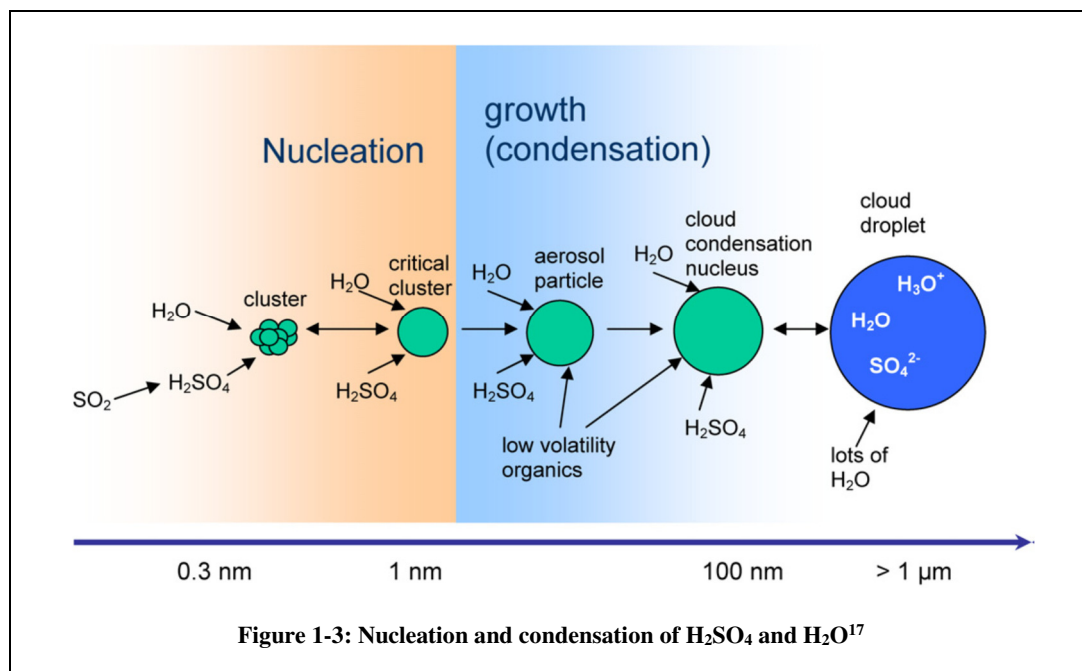 Nucleation
growth
(condensation)
SO₂
H₂O
H₂SO₄
cluster
H₂O
critical
cluster
H₂SO₄
H₂O
aerosol
particle
H₂SO₄
low volatility
organics
H₂O
cloud
condensation
nucleus
H₂SO₄
cloud
droplet
H₃O⁺
H₂O
SO₄²⁻
lots of
H₂O
0.3 nm
1 nm
100 nm
> 1 µm
Figure 1-3: Nucleation and condensation of H₂SO₄ and H₂O¹⁷